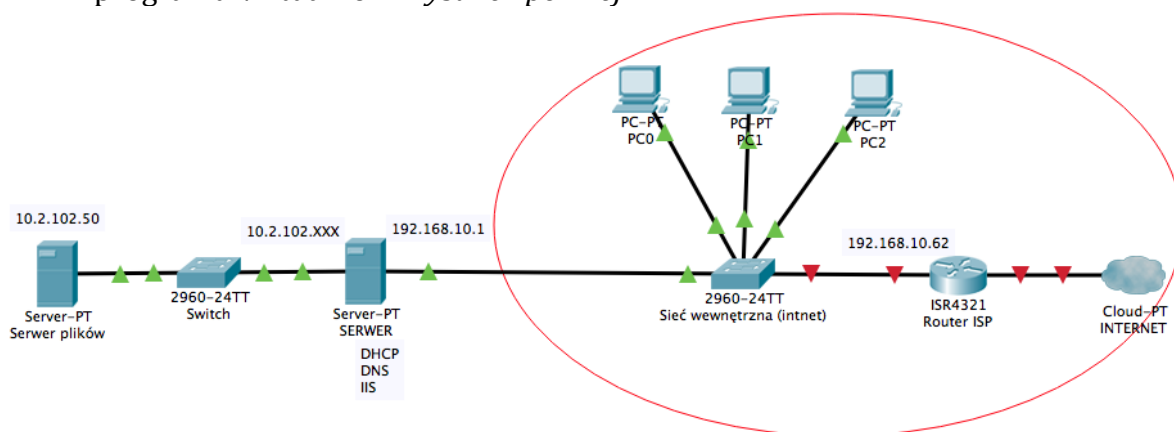 10.2.102.50
Server-PT
Serwer plików
2960-24TT
Switch
10.2.102.XXX
192.168.10.1
Server-PT
SERWER
DHCP
DNS
IIS
PC-PT
PC0
PC-PT
PC1
PC-PT
PC2
2960-24TT
Sieć wewnętrzna (intnet)
192.168.10.62
ISR4321
Router ISP
Cloud-PT
INTERNET